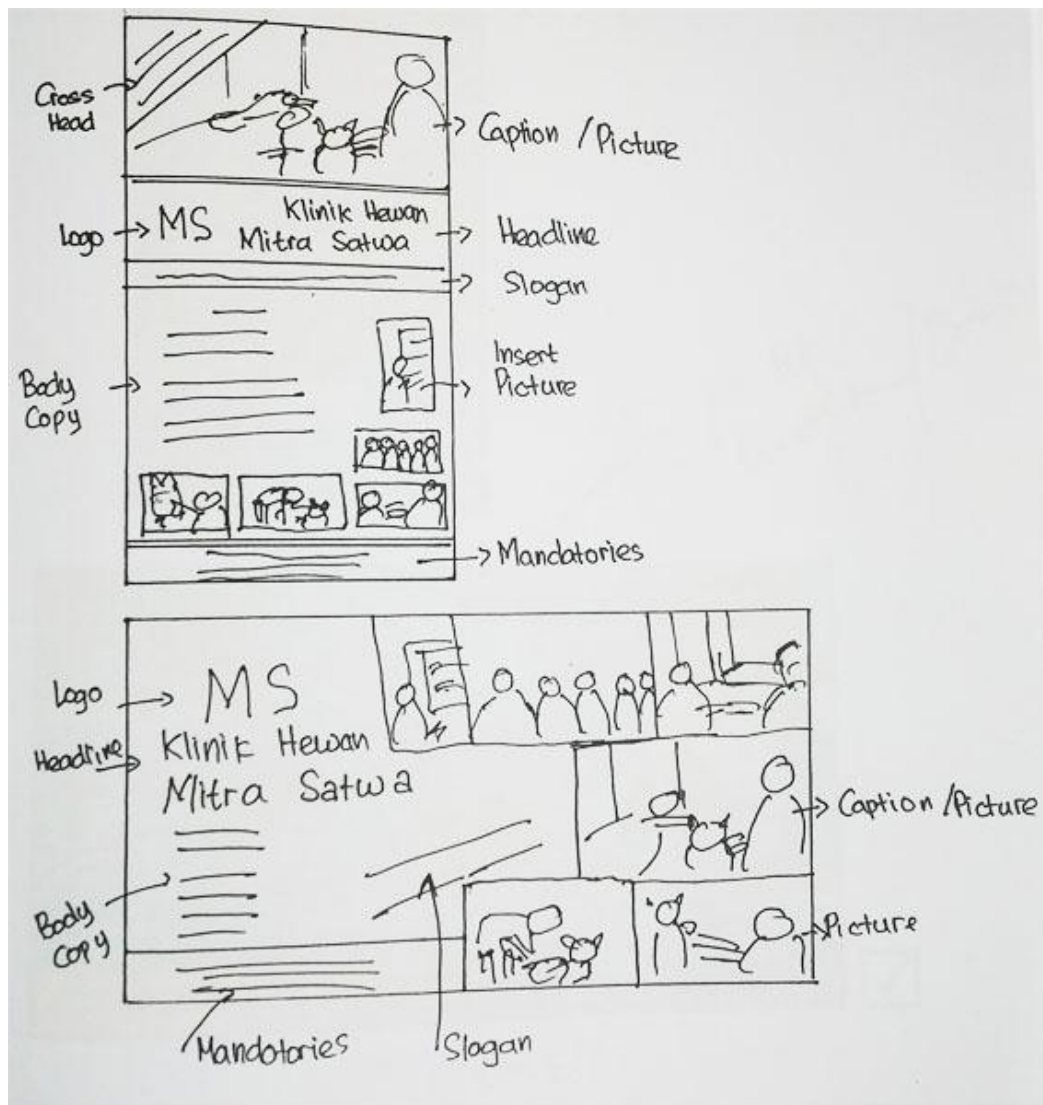 Cross
Head
Caption / Picture
Logo
MS
Klinik Hewan
Mitra Satwa
Headline
Slogan
Insert
Picture
Body
Copy
Mandatories
Logo
MS
Headline
Klinik Hewan
Mitra Satwa
Caption / Picture
Body
Copy
Picture
Mandatories
Slogan